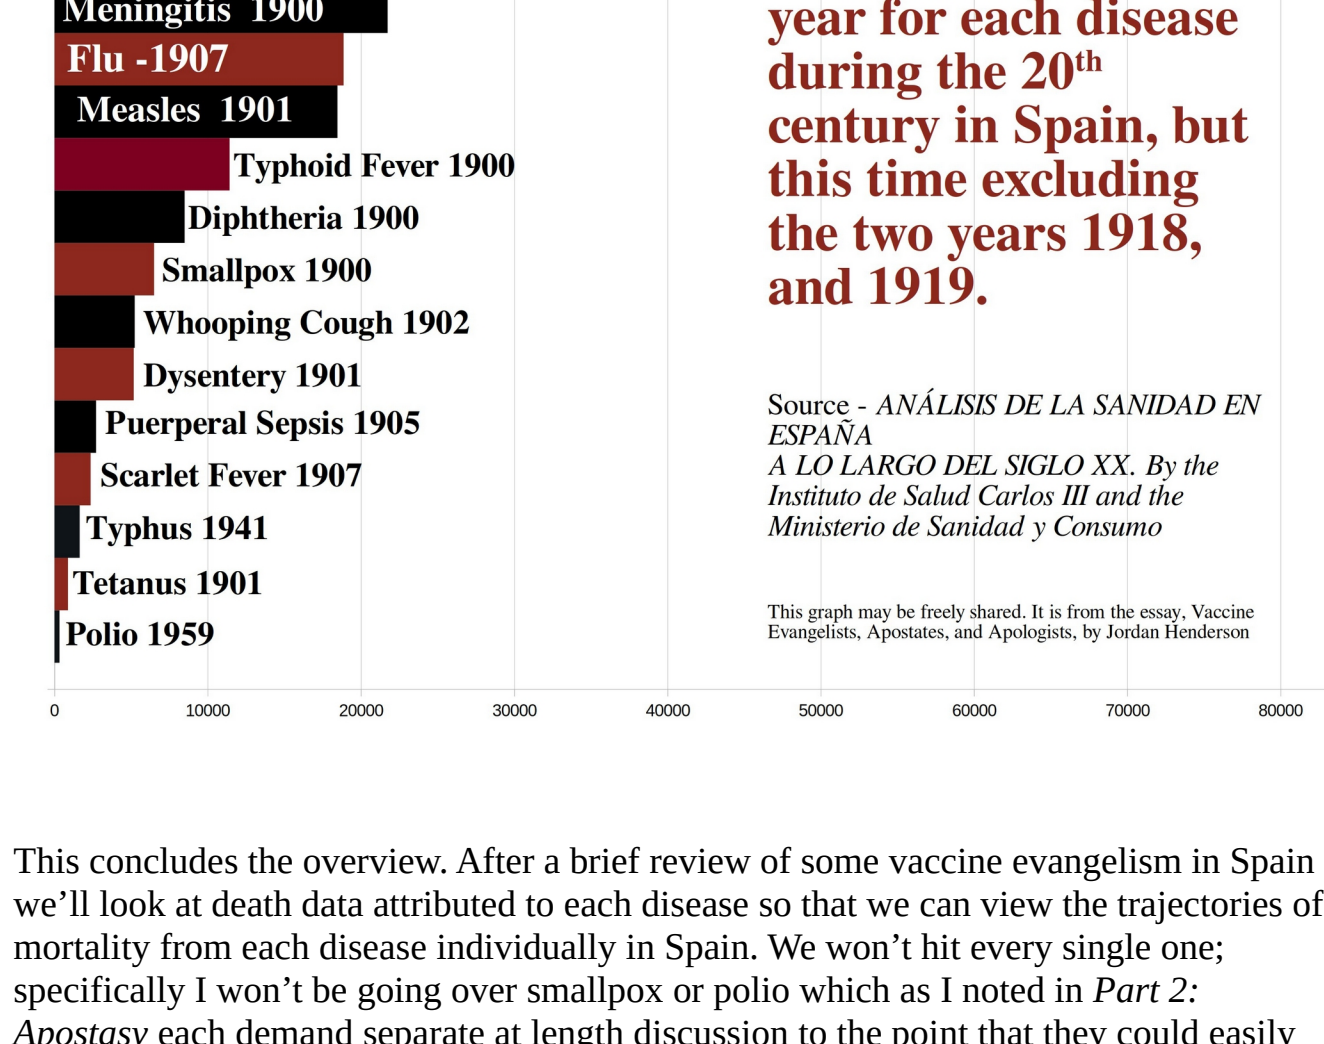 Meningitis 1900
Flu -1907
Measles 1901
Typhoid Fever 1900
Diphtheria 1900
Smallpox 1900
Whooping Cough 1902
Dysentery 1901
Puerperal Sepsis 1905
Scarlet Fever 1907
Typhus 1941
Tetanus 1901
Polio 1959
year for each disease
during the 20th
century in Spain, but
this time excluding
the two years 1918,
and 1919.
Source - ANÁLISIS DE LA SANIDAD EN
ESPAÑA
A LO LARGO DEL SIGLO XX. By the
Instituto de Salud Carlos III and the
Ministerio de Sanidad y Consumo
This graph may be freely shared. It is from the essay, Vaccine
Evangelists, Apostates, and Apologists, by Jordan Henderson
0 10000 20000 30000 40000 50000 60000 70000 80000
This concludes the overview. After a brief review of some vaccine evangelism in Spain
we’ll look at death data attributed to each disease so that we can view the trajectories of
mortality from each disease individually in Spain. We won’t hit every single one;
specifically I won’t be going over smallpox or polio which as I noted in Part 2:
Apostasy each demand separate at length discussion to the point that they could easily